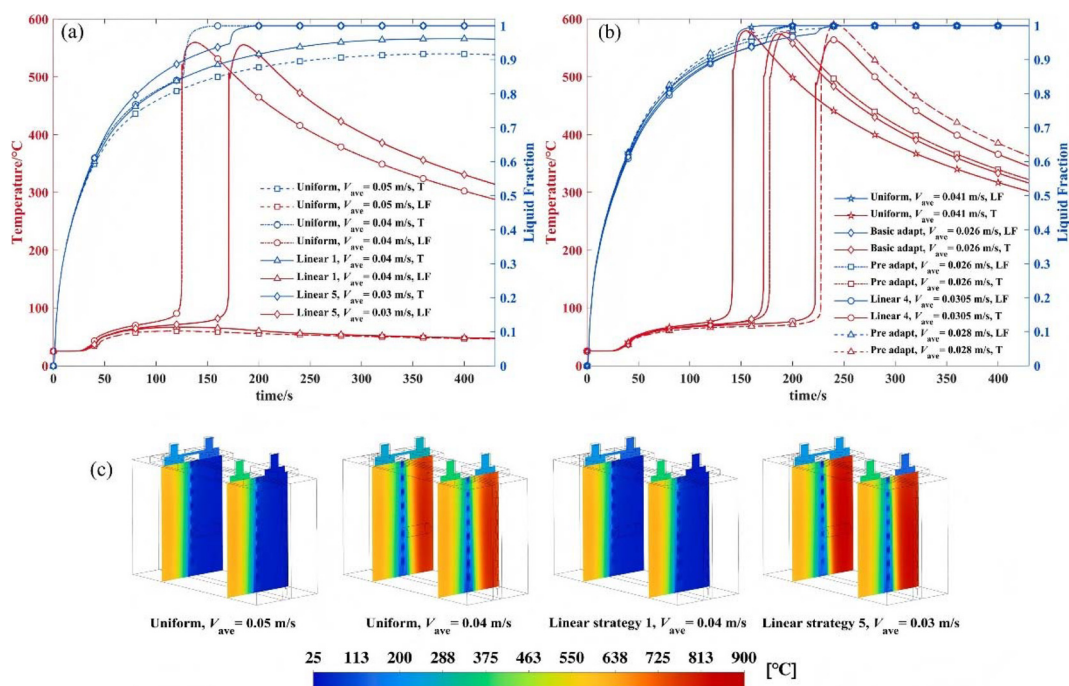 (a)
600
500
400
300
200
100
0
Temperature/°C
1
0.9
0.8
0.7
0.6
0.5
0.4
0.3
0.2
0.1
0
Liquid Fraction
Uniform, Vave = 0.05 m/s, T
Uniform, Vave = 0.05 m/s, LF
Uniform, Vave = 0.04 m/s, T
Uniform, Vave = 0.04 m/s, LF
Linear 1, Vave = 0.04 m/s, T
Linear 1, Vave = 0.04 m/s, LF
Linear 5, Vave = 0.03 m/s, T
Linear 5, Vave = 0.03 m/s, LF
0 50 100 150 200 250 300 350 400
time/s
(b)
600
500
400
300
200
100
0
Temperature/°C
1
0.9
0.8
0.7
0.6
0.5
0.4
0.3
0.2
0.1
0
Liquid Fraction
Uniform, Vave = 0.041 m/s, LF
Uniform, Vave = 0.041 m/s, T
Basic adapt, Vave = 0.026 m/s, LF
Basic adapt, Vave = 0.026 m/s, T
Pre adapt, Vave = 0.026 m/s, LF
Pre adapt, Vave = 0.026 m/s, T
Linear 4, Vave = 0.0305 m/s, LF
Linear 4, Vave = 0.0305 m/s, T
Pre adapt, Vave = 0.028 m/s, LF
Pre adapt, Vave = 0.028 m/s, T
0 50 100 150 200 250 300 350 400
time/s
(c)
Uniform, Vave = 0.05 m/s
Uniform, Vave = 0.04 m/s
Linear strategy 1, Vave = 0.04 m/s
Linear strategy 5, Vave = 0.03 m/s
25 113 200 288 375 463 550 638 725 813 900
[°C]